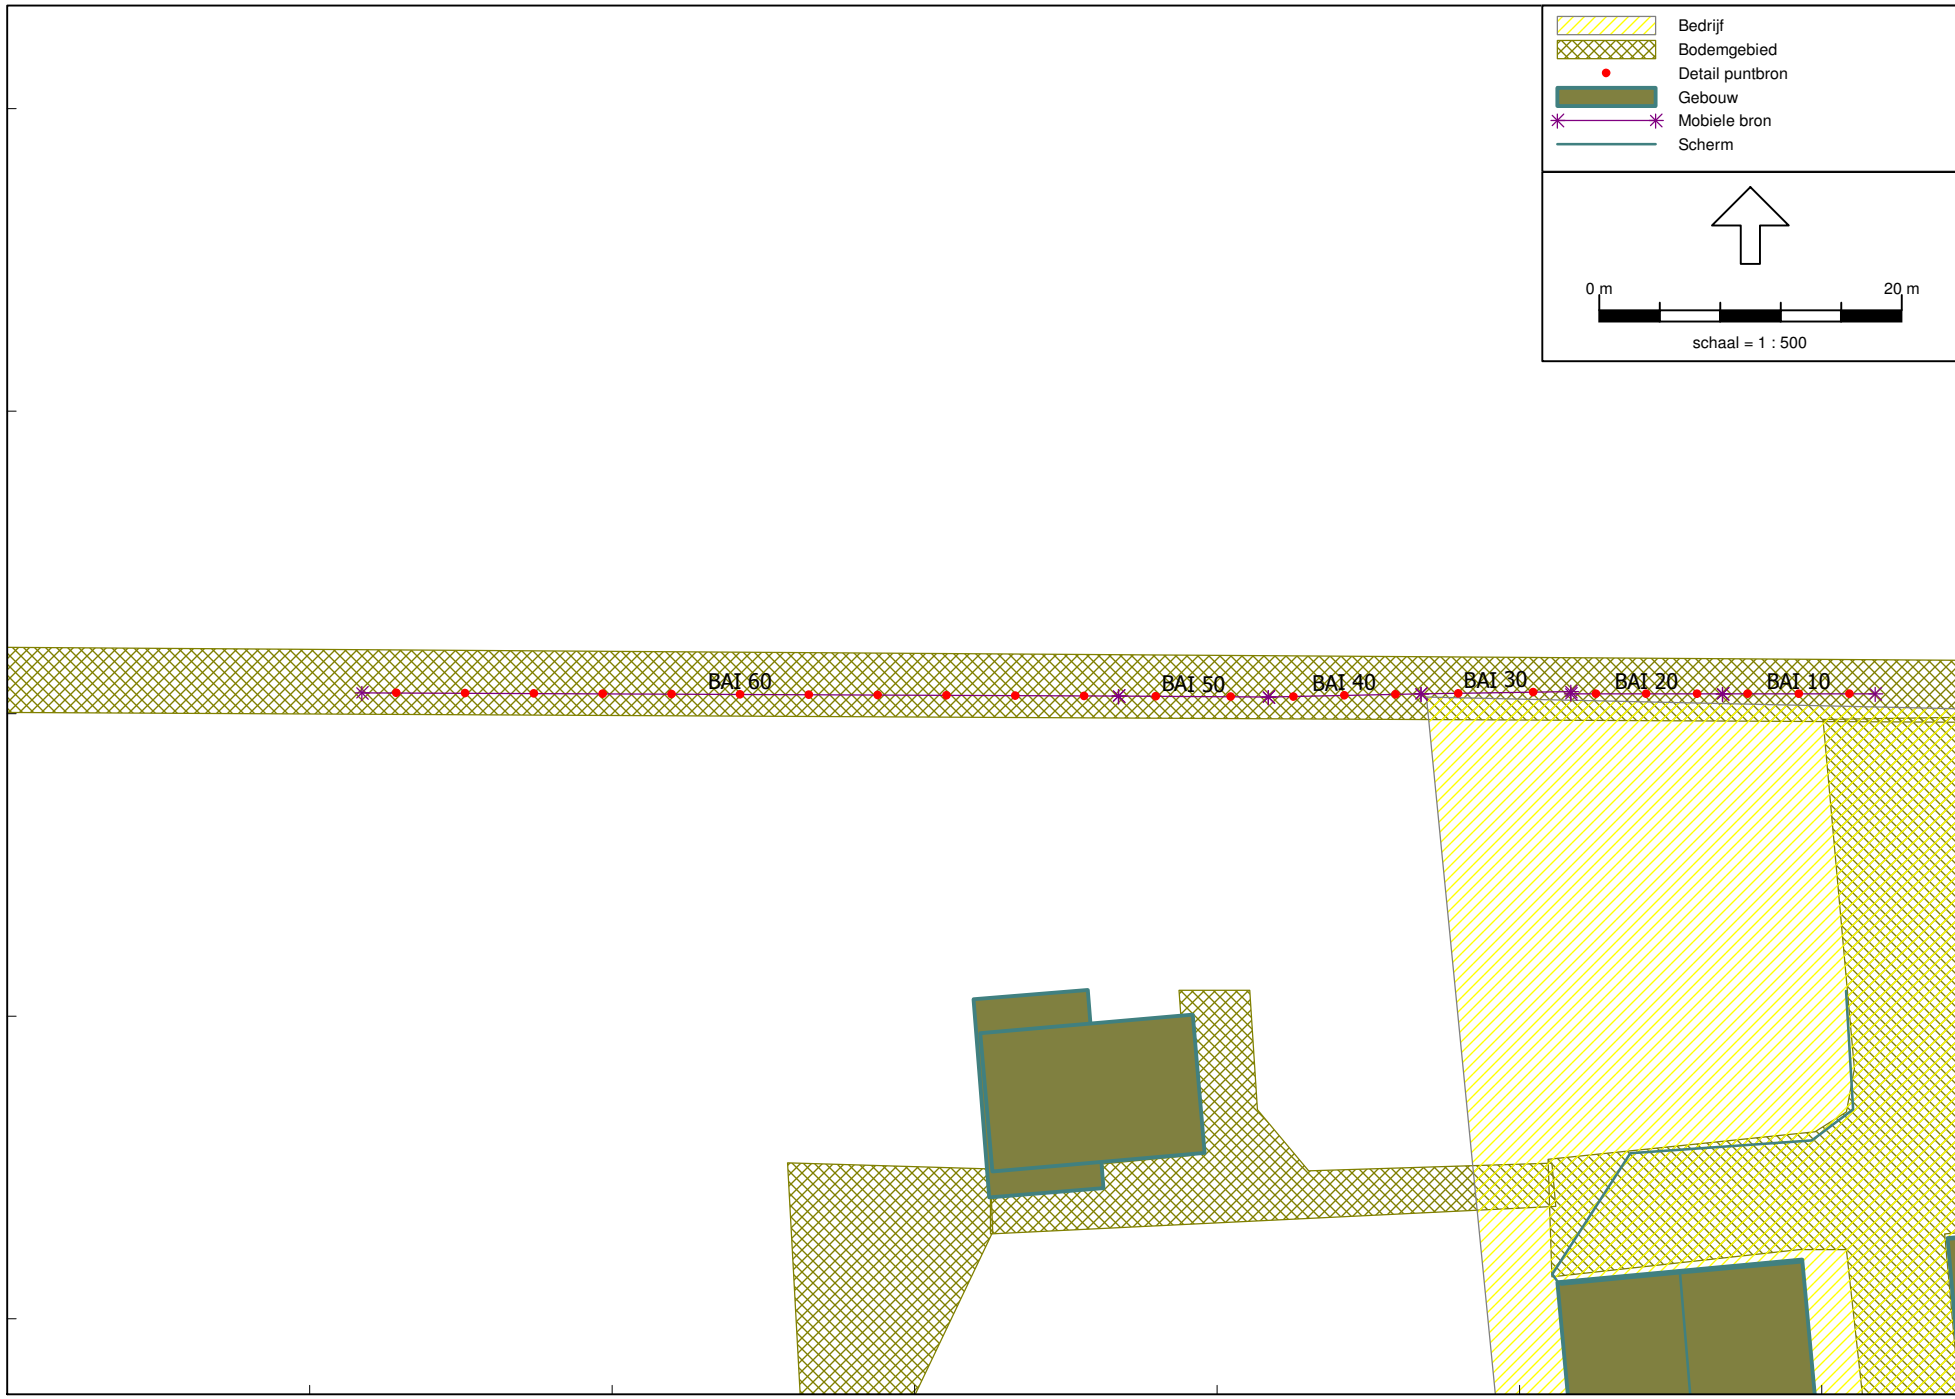 Bedrijf
Bodemgebied
Detail puntbron
Gebouw
Mobiele bron
Scherm
0 m 20 m
schaal = 1 : 500
BAI 60 BAI 50 BAI 40 BAI 30 BAI 20 BAI 10